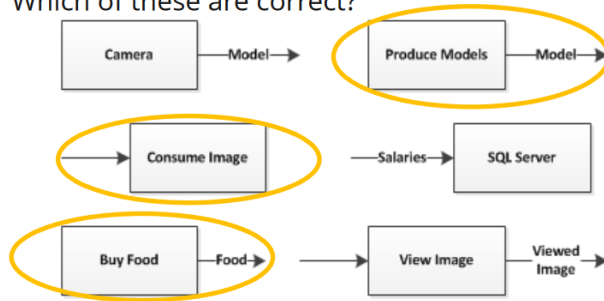 Which of these are correct?
Camera
Model
Produce Models
Model
Consume Image
Salaries
SQL Server
Buy Food
Food
View Image
Viewed
Image